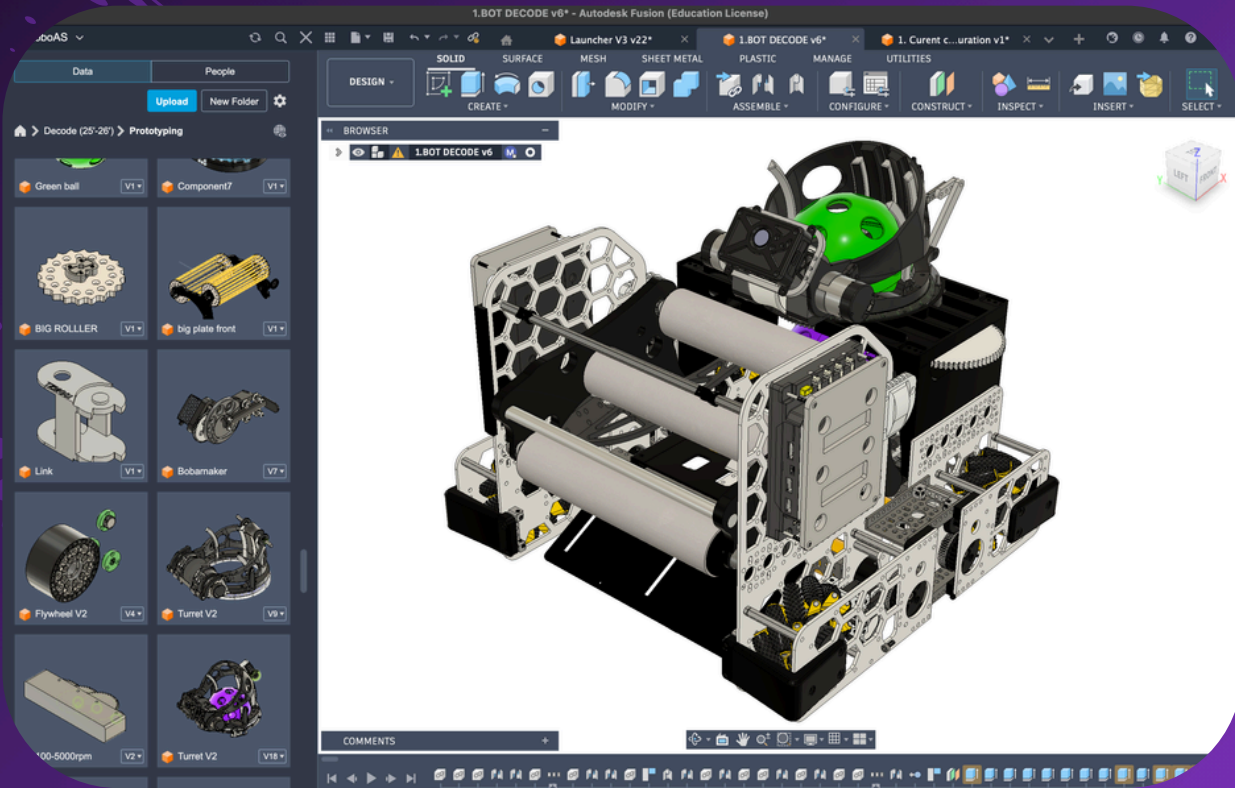 1.BOT DECODE v6* - Autodesk Fusion (Education License)
Data
People
Upload
New Folder
Decode (25'-26')
Prototyping
Green ball
V1
Component7
V1
BIG ROLLLER
V1
big plate front
V1
Link
V1
Bobamaker
V7
Flywheel V2
V4
Turret V2
V9
V2
Turret V2
V18
Launcher V3 v22*
1.BOT DECODE v6*
1. Curent c...uration v1*
DESIGN
SOLID
SURFACE
MESH
SHEET METAL
PLASTIC
MANAGE
UTILITIES
CREATE
MODIFY
ASSEMBLE
CONFIGURE
CONSTRUCT
INSPECT
INSERT
SELECT
BROWSER
1.BOT DECODE v6
M
Z
LEFT
FRONT
Y
X
COMMENTS